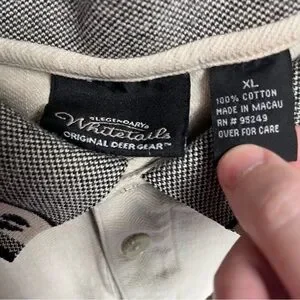 LEGENDARY
Whitetails
ORIGINAL DEER GEAR™
XL
100% COTTON
MADE IN MACAU
RN # 95249
OVER FOR CARE